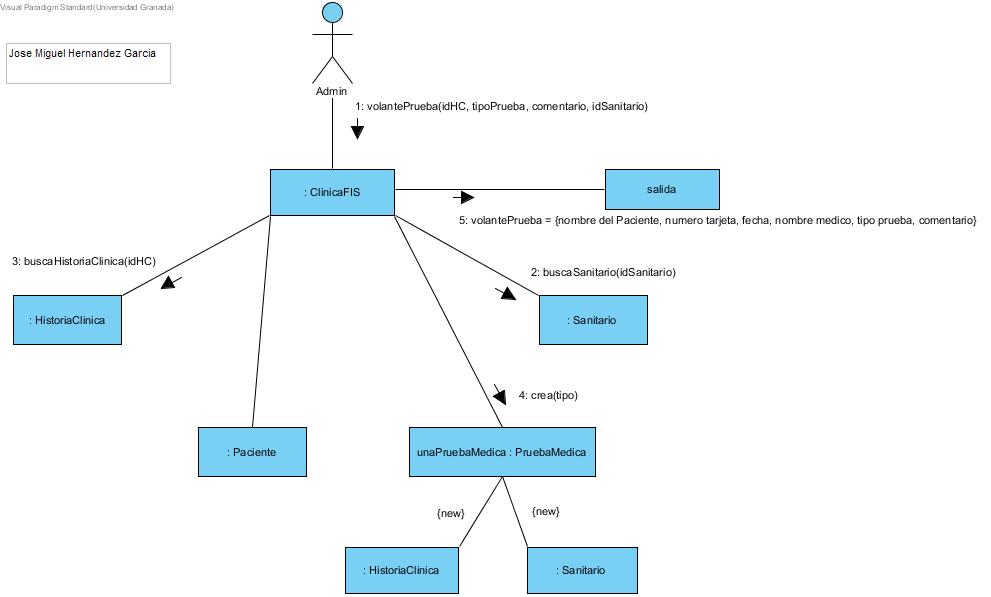 Visual Paradigm Standard(Universidad Granada)
Jose Miguel Hernandez Garcia
Admin
1: volantePrueba(idHC, tipoPrueba, comentario, idSanitario)
: ClinicaFIS
salida
5: volantePrueba = {nombre del Paciente, numero tarjeta, fecha, nombre medico, tipo prueba, comentario}
3: buscaHistoriaClinica(idHC)
2: buscaSanitario(idSanitario)
: HistoriaClinica
: Sanitario
4: crea(tipo)
: Paciente
unaPruebaMedica : PruebaMedica
{new}
{new}
: HistoriaClinica
: Sanitario